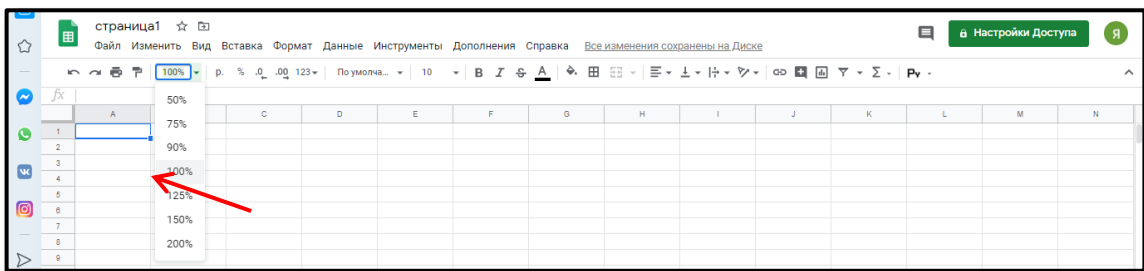 страница1
Файл Изменить Вид Вставка Формат Данные Инструменты Дополнения Справка Все изменения сохранены на Диске
Настройки Доступа
Я
100% р. % .0 .00 123 По умолча... 10 B I S A Σ Ру
fx
50%
75%
90%
100%
125%
150%
200%
A C D E F G H I J K L M N
1
2
3
4
5
6
7
8
9